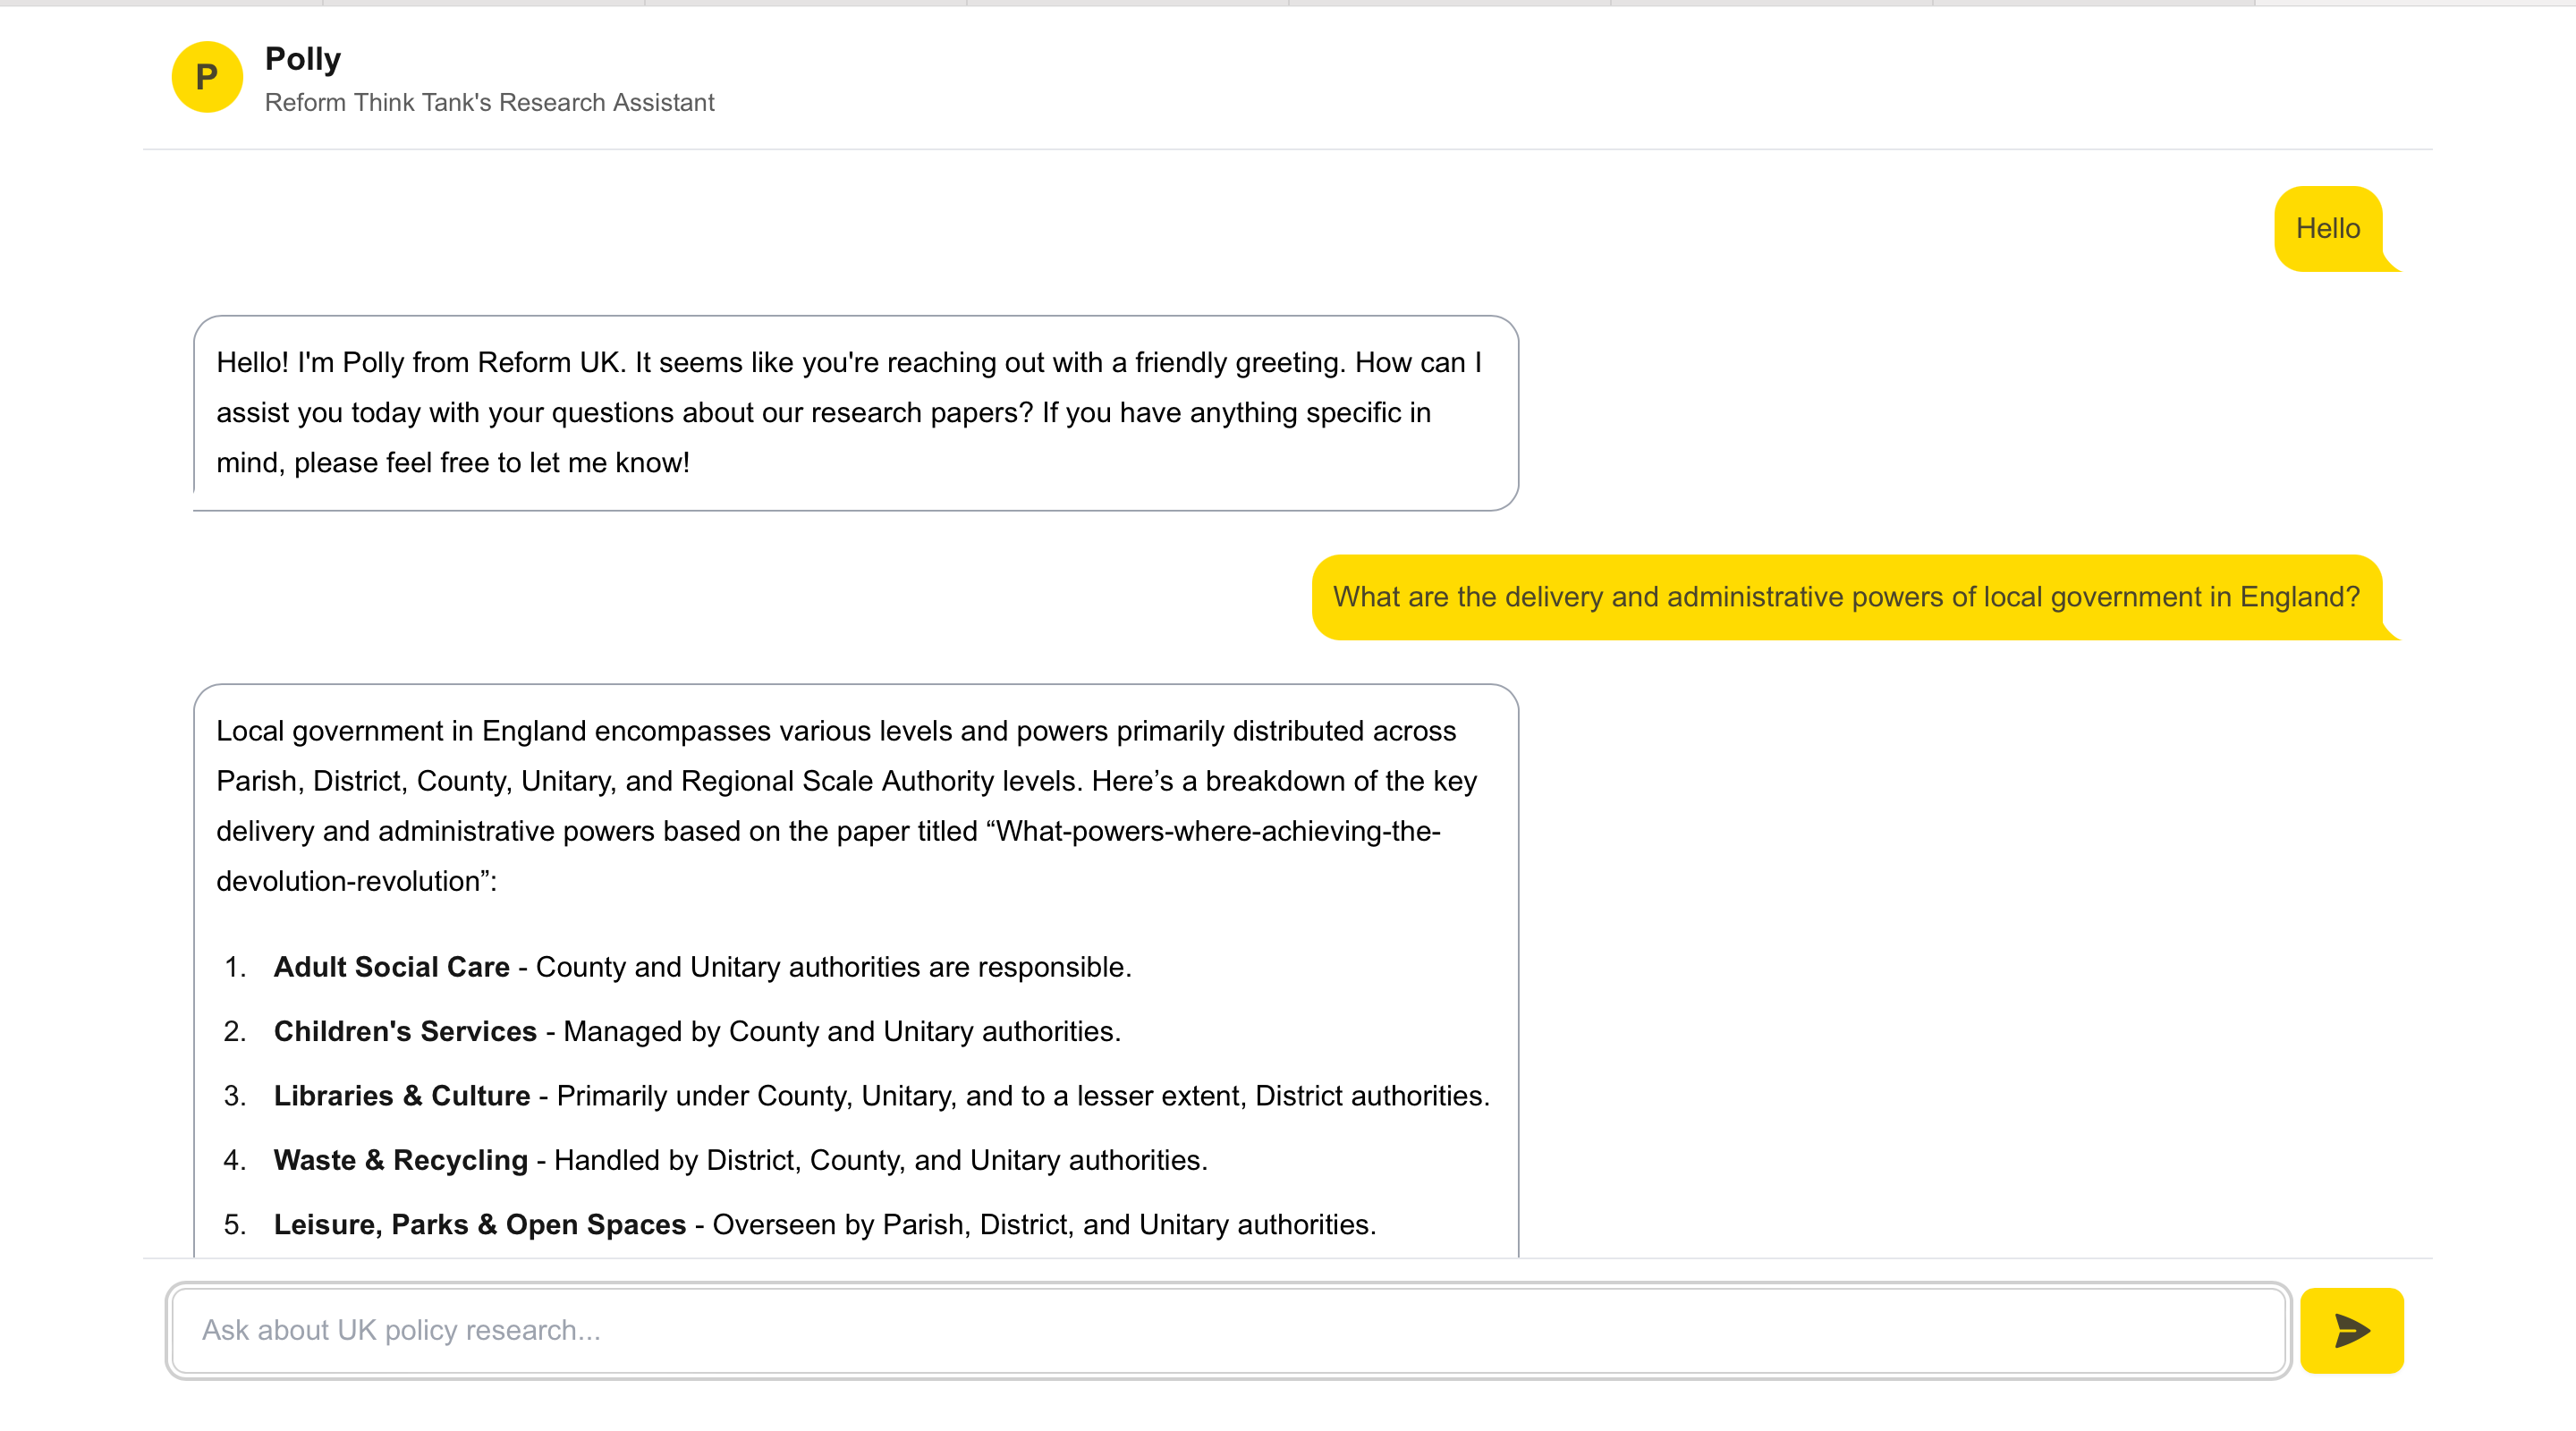 P
Polly
Reform Think Tank's Research Assistant
Hello
Hello! I'm Polly from Reform UK. It seems like you're reaching out with a friendly greeting. How can I
assist you today with your questions about our research papers? If you have anything specific in
mind, please feel free to let me know!
What are the delivery and administrative powers of local government in England?
Local government in England encompasses various levels and powers primarily distributed across
Parish, District, County, Unitary, and Regional Scale Authority levels. Here’s a breakdown of the key
delivery and administrative powers based on the paper titled “What-powers-where-achieving-the-
devolution-revolution”:
1. Adult Social Care - County and Unitary authorities are responsible.
2. Children's Services - Managed by County and Unitary authorities.
3. Libraries & Culture - Primarily under County, Unitary, and to a lesser extent, District authorities.
4. Waste & Recycling - Handled by District, County, and Unitary authorities.
5. Leisure, Parks & Open Spaces - Overseen by Parish, District, and Unitary authorities.
Ask about UK policy research...